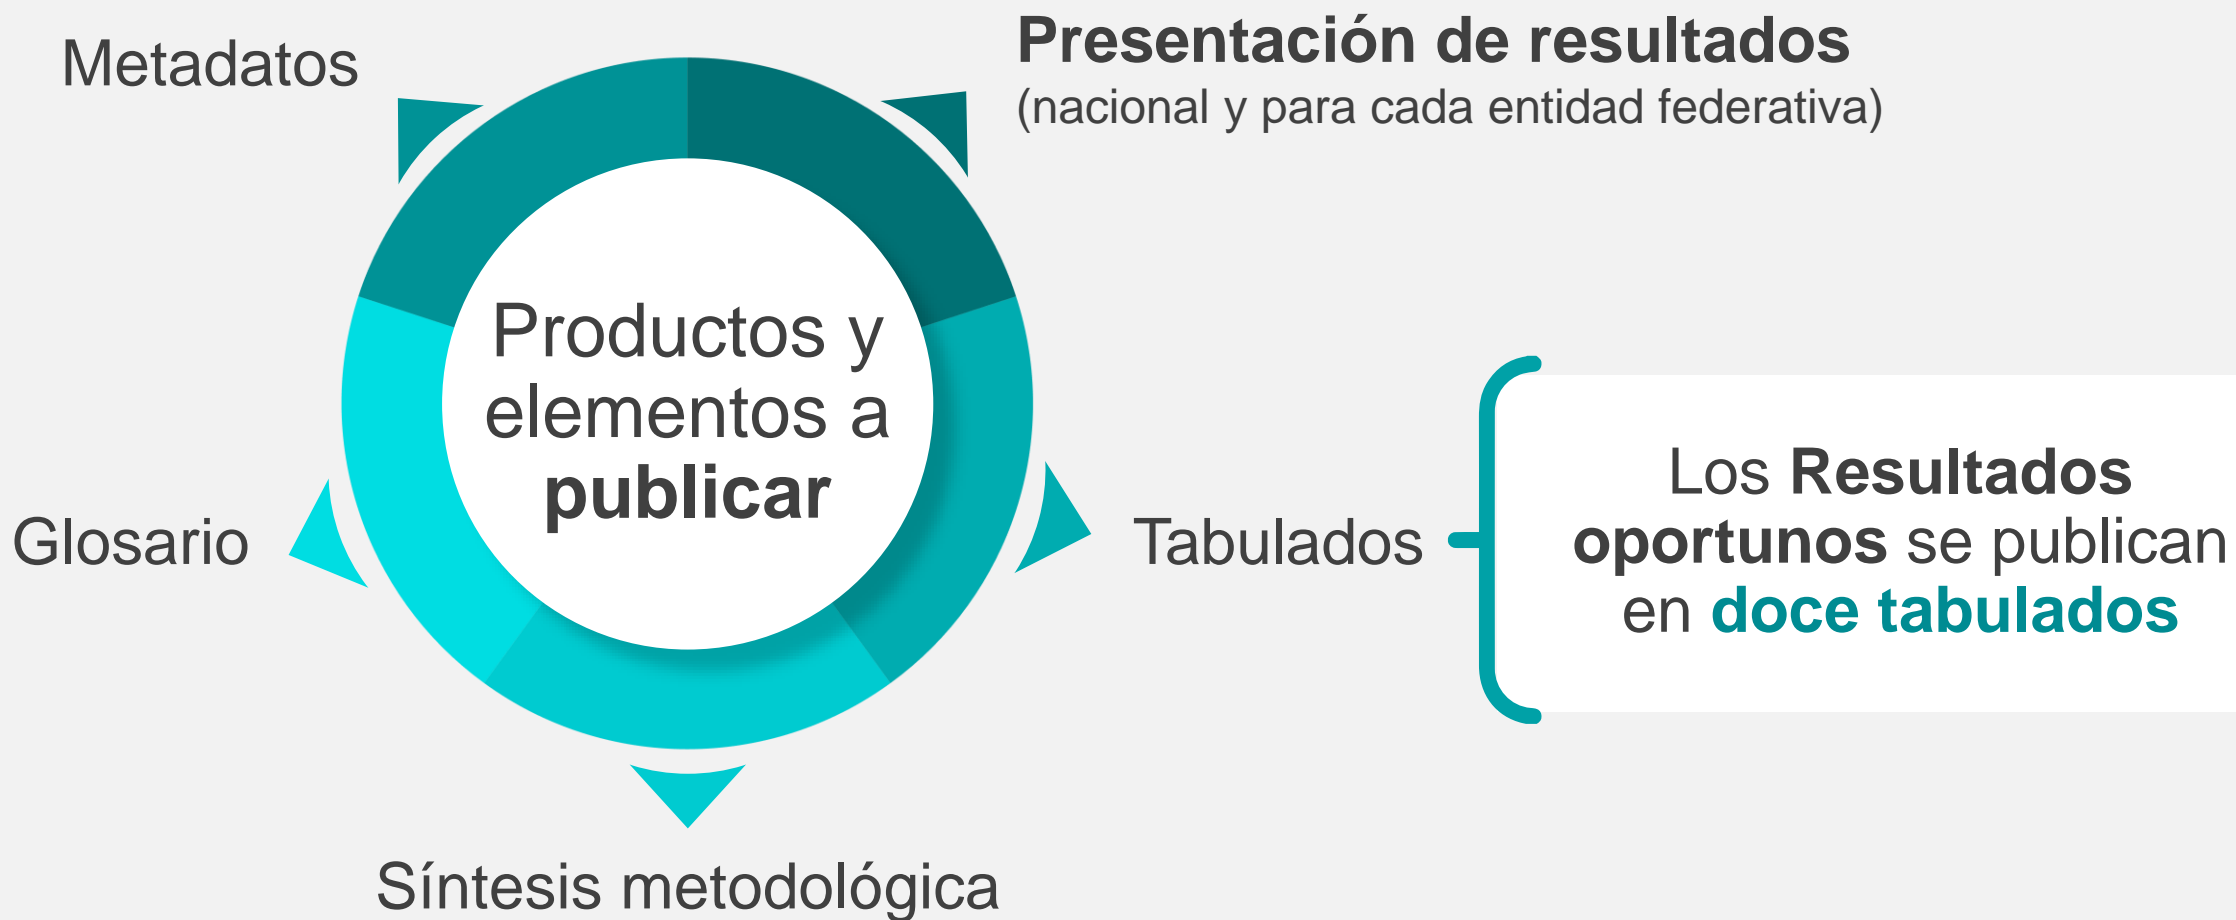 Metadatos
Presentación de resultados
(nacional y para cada entidad federativa)
Productos y
elementos a
publicar
Glosario
Tabulados
Los Resultados
oportunos se publican
en doce tabulados
Síntesis metodológica